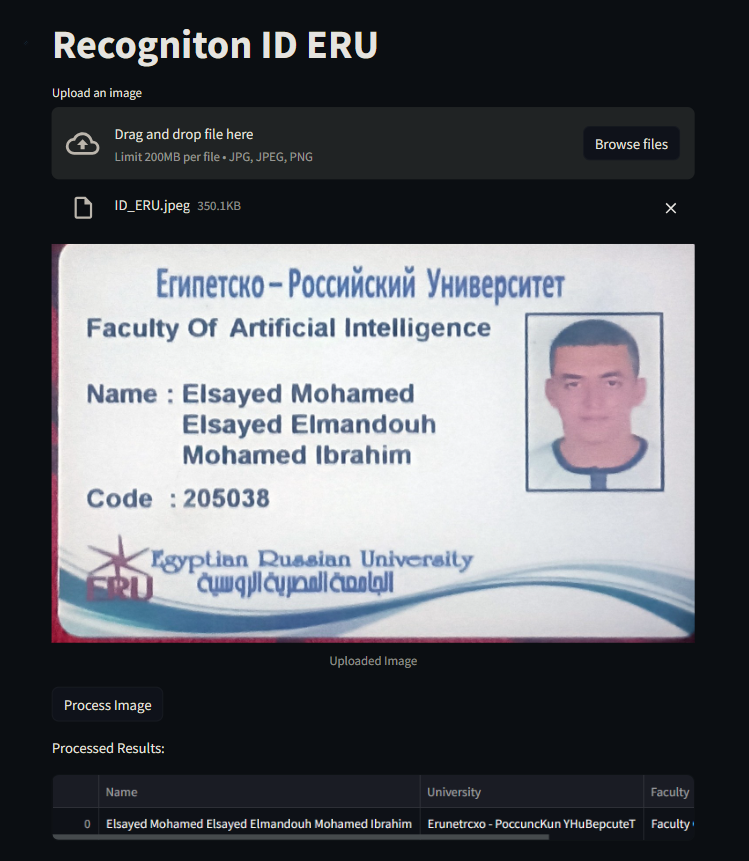 Recogniton ID ERU
Upload an image
Drag and drop file here
Limit 200MB per file • JPG, JPEG, PNG
Browse files
ID_ERU.jpeg 350.1KB
Египетско – Российский Университет
Faculty Of Artificial Intelligence
Name : Elsayed Mohamed
Elsayed Elmandouh
Mohamed Ibrahim
Code : 205038
Egyptian Russian University
ERU الجامعة المصرية الروسية
Uploaded Image
Process Image
Processed Results:
Name University Faculty
0 Elsayed Mohamed Elsayed Elmandouh Mohamed Ibrahim Erunetrcxo - PoccuncKun YHuBepcuteT Faculty